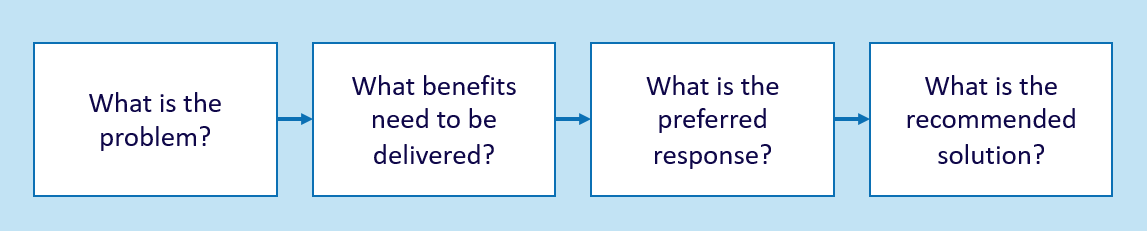 What is the
problem?
What benefits
need to be
delivered?
What is the
preferred
response?
What is the
recommended
solution?